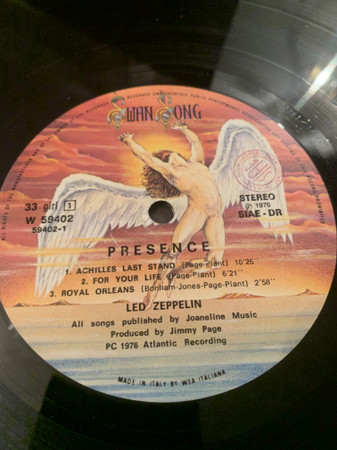 SWAN SONG
33 giri 1
W 59402
59402-1
STEREO
℗ 1976
SIAE-DR
PRESENCE
1. ACHILLES LAST STAND (Page-Plant) 10'26''
2. FOR YOUR LIFE (Page-Plant) 6'21''
3. ROYAL ORLEANS (Bonham-Jones-Page-Plant) 2'58''
LED ZEPPELIN
All songs published by Joaneline Music
Produced by Jimmy Page
PC 1976 Atlantic Recording
MADE IN ITALY BY WEA ITALIANA